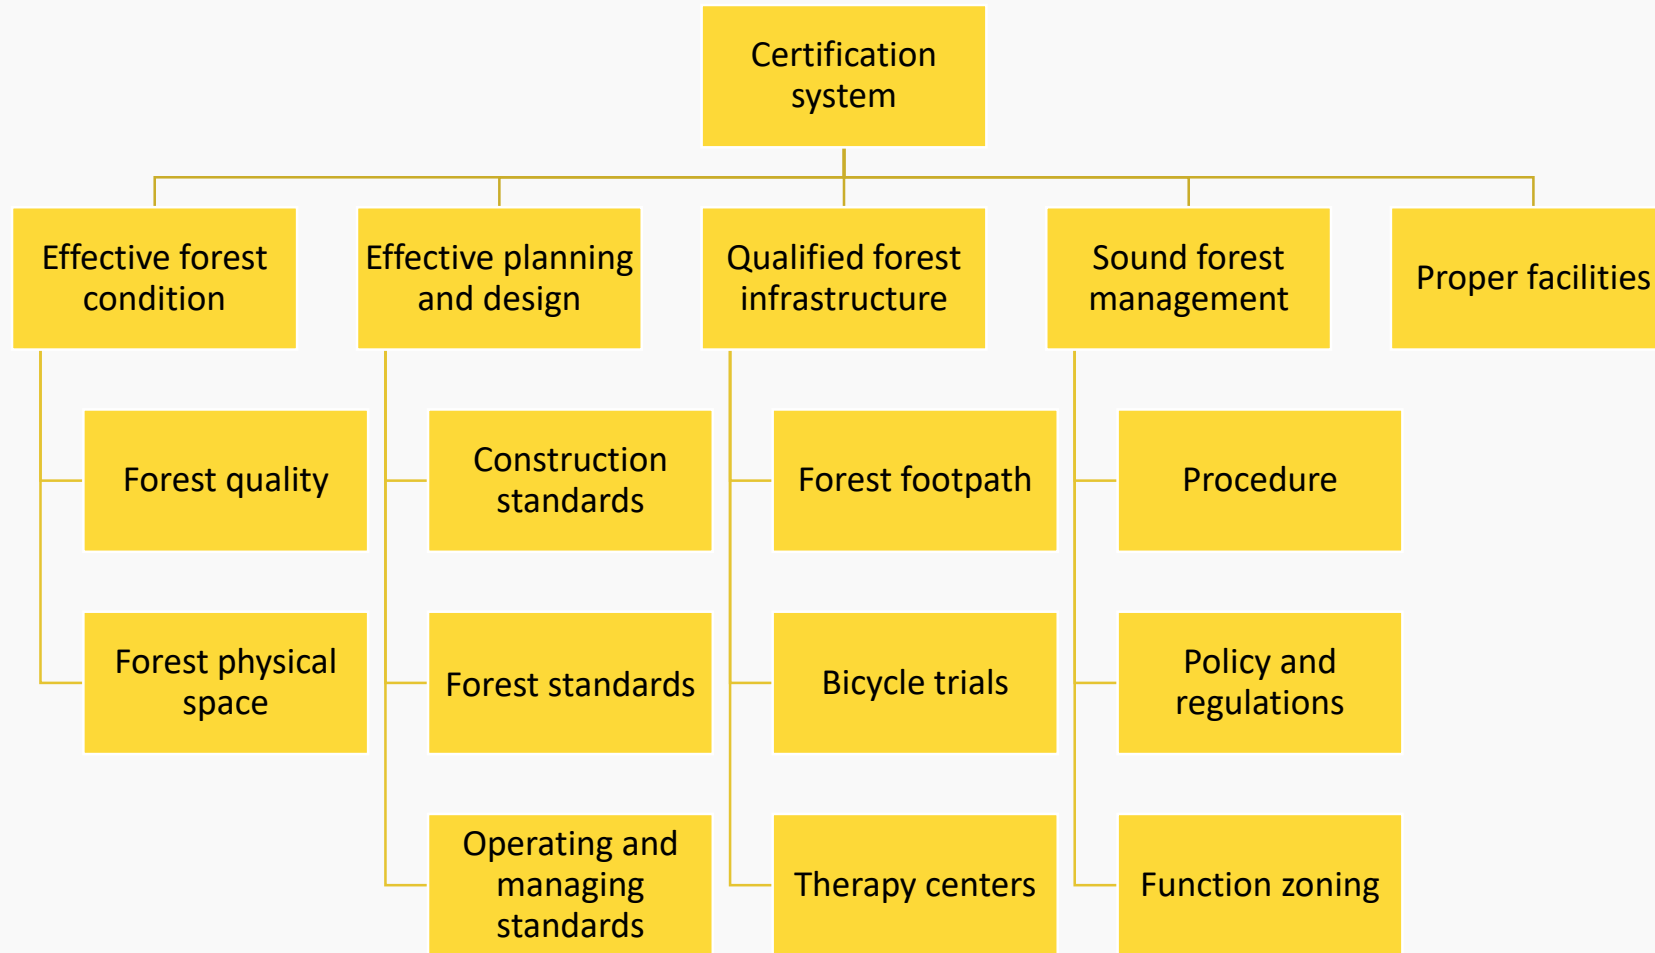 Certification
system
Effective forest
condition
Effective planning
and design
Qualified forest
infrastructure
Sound forest
management
Proper facilities
Forest quality
Construction
standards
Forest footpath
Procedure
Forest physical
space
Forest standards
Bicycle trials
Policy and
regulations
Operating and
managing
standards
Therapy centers
Function zoning